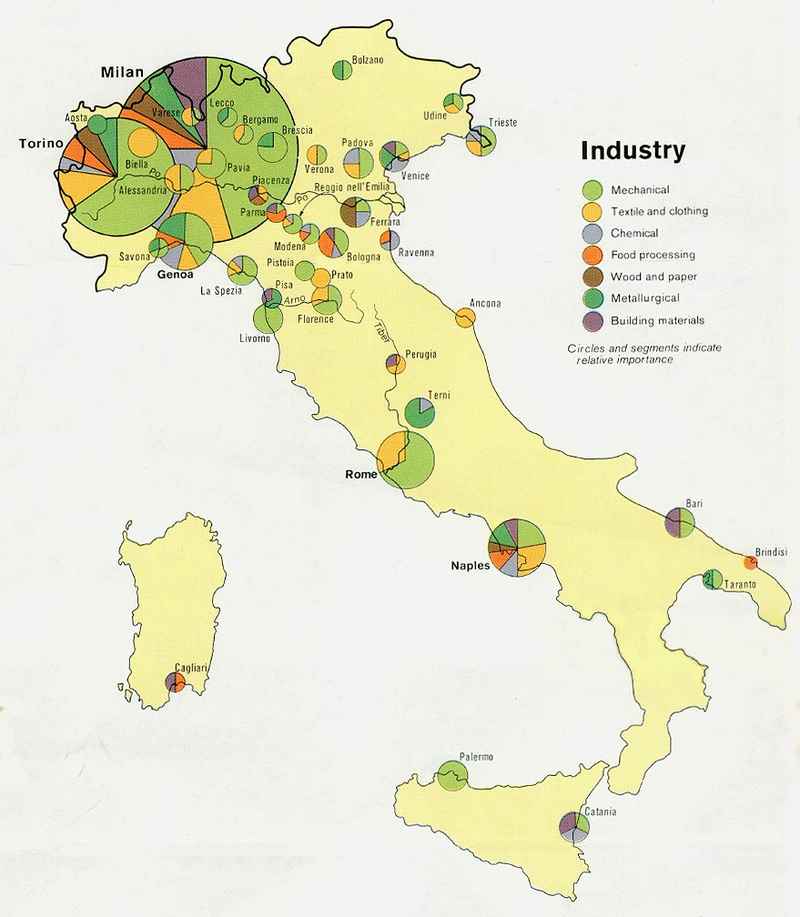 Bolzano
Milan
Lecco
Varese
Udine
Aosta
Bergamo
Trieste
Brescia
Torino
Padova
Biella
Po
Pavia
Verona
Venice
Alessandria
Piacenza
Reggio nell'Emilia
Po
Parma
Ferrara
Modena
Ravenna
Savona
Bologna
Pistoia
Genoa
Prato
La Spezia
Pisa
Arno
Ancona
Florence
Livorno
Tiber
Perugia
Terni
Rome
Bari
Brindisi
Naples
Taranto
Cagliari
Palermo
Catania
Industry
Mechanical
Textile and clothing
Chemical
Food processing
Wood and paper
Metallurgical
Building materials
Circles and segments indicate
relative importance